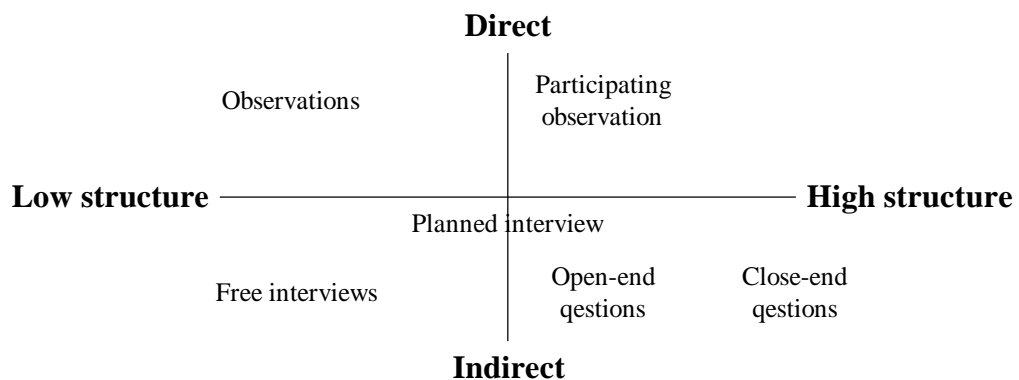 Direct
Observations
Participating
observation
Low structure
High structure
Planned interview
Free interviews
Open-end
qestions
Close-end
qestions
Indirect